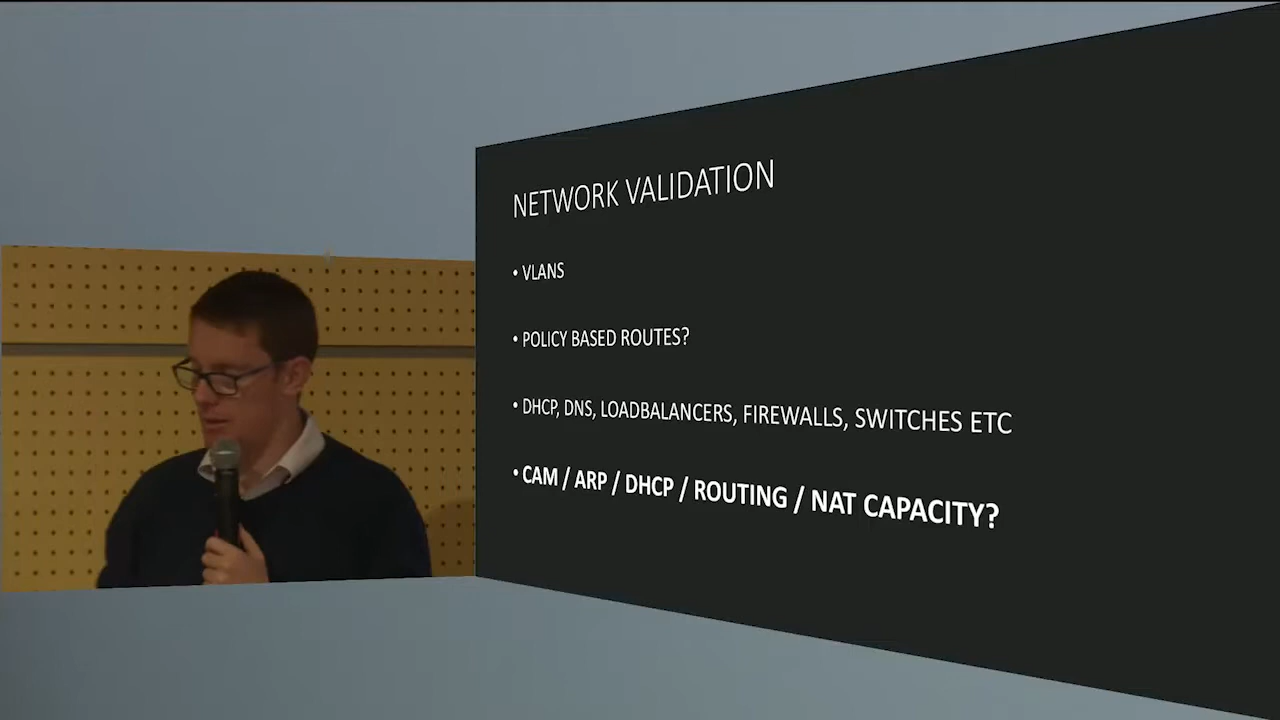 NETWORK VALIDATION
• VLANS
• POLICY BASED ROUTES?
• DHCP, DNS, LOADBALANCERS, FIREWALLS, SWITCHES ETC
• CAM / ARP / DHCP / ROUTING / NAT CAPACITY?